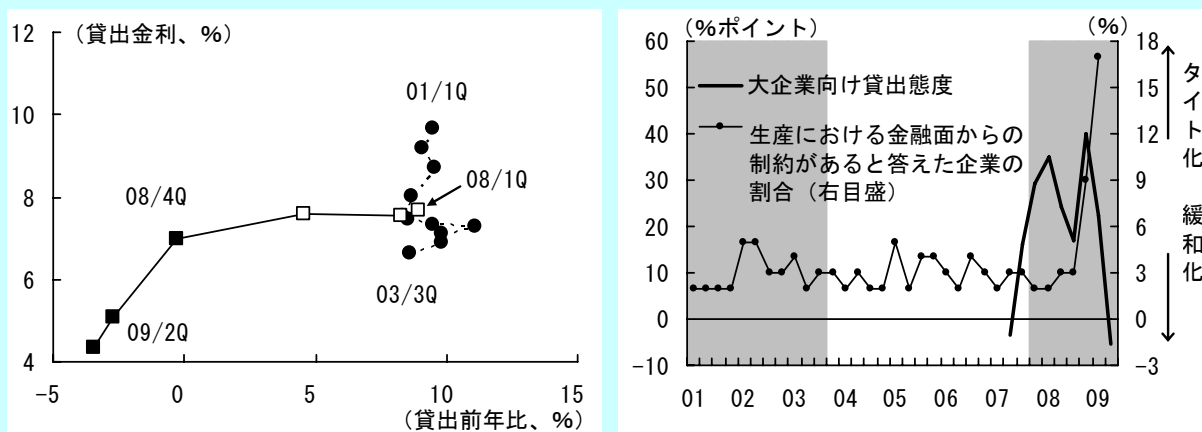 （貸出金利、%）
12
10
8
6
4
01/1Q
08/1Q
08/4Q
03/3Q
09/2Q
−5
0
5
10
15
（貸出前年比、%）
（%ポイント）
（%）
60
50
40
30
20
10
0
−10
18
15
12
9
6
3
0
−3
大企業向け貸出態度
生産における金融面からの
制約があると答えた企業の
割合（右目盛）
タイト化
緩和化
01 02 03 04 05 06 07 08 09